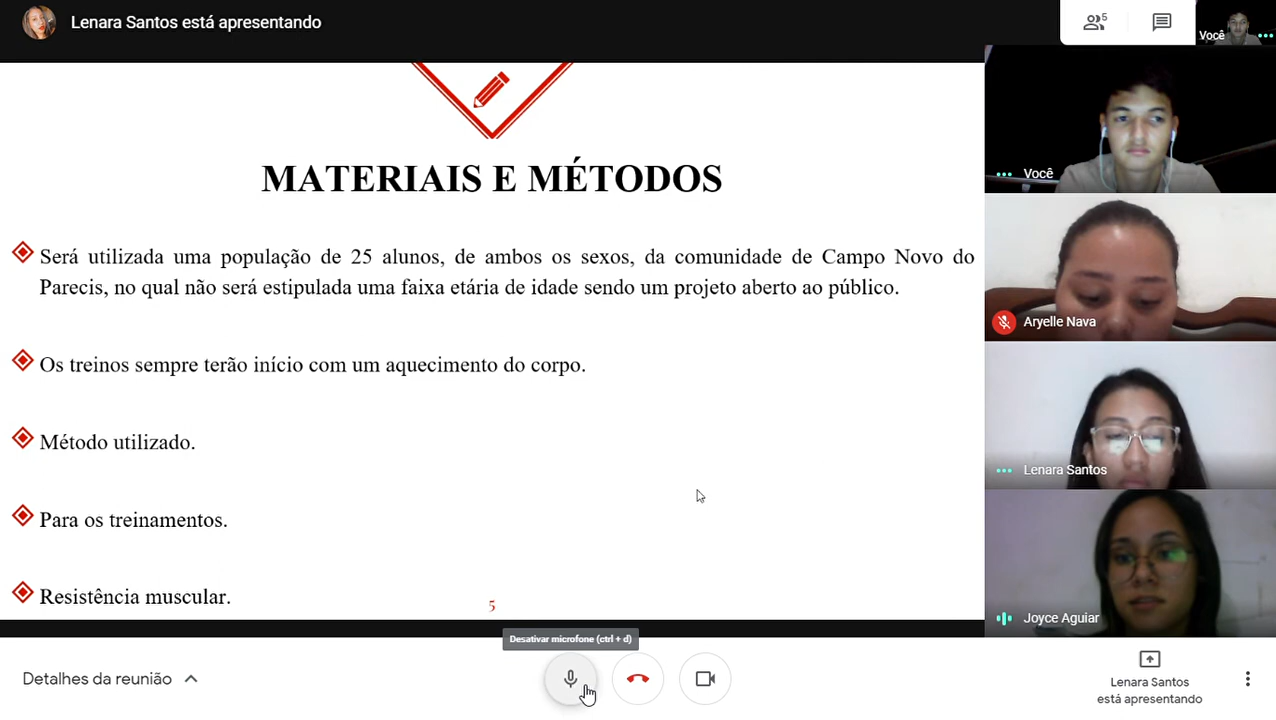 Lenara Santos está apresentando
5
Você
MATERIAIS E MÉTODOS
Será utilizada uma população de 25 alunos, de ambos os sexos, da comunidade de Campo Novo do
Parecis, no qual não será estipulada uma faixa etária de idade sendo um projeto aberto ao público.
Os treinos sempre terão início com um aquecimento do corpo.
Método utilizado.
Para os treinamentos.
Resistência muscular.
5
Você
Aryelle Nava
Lenara Santos
Joyce Aguiar
Desativar microfone (ctrl + d)
Detalhes da reunião
Lenara Santos
está apresentando